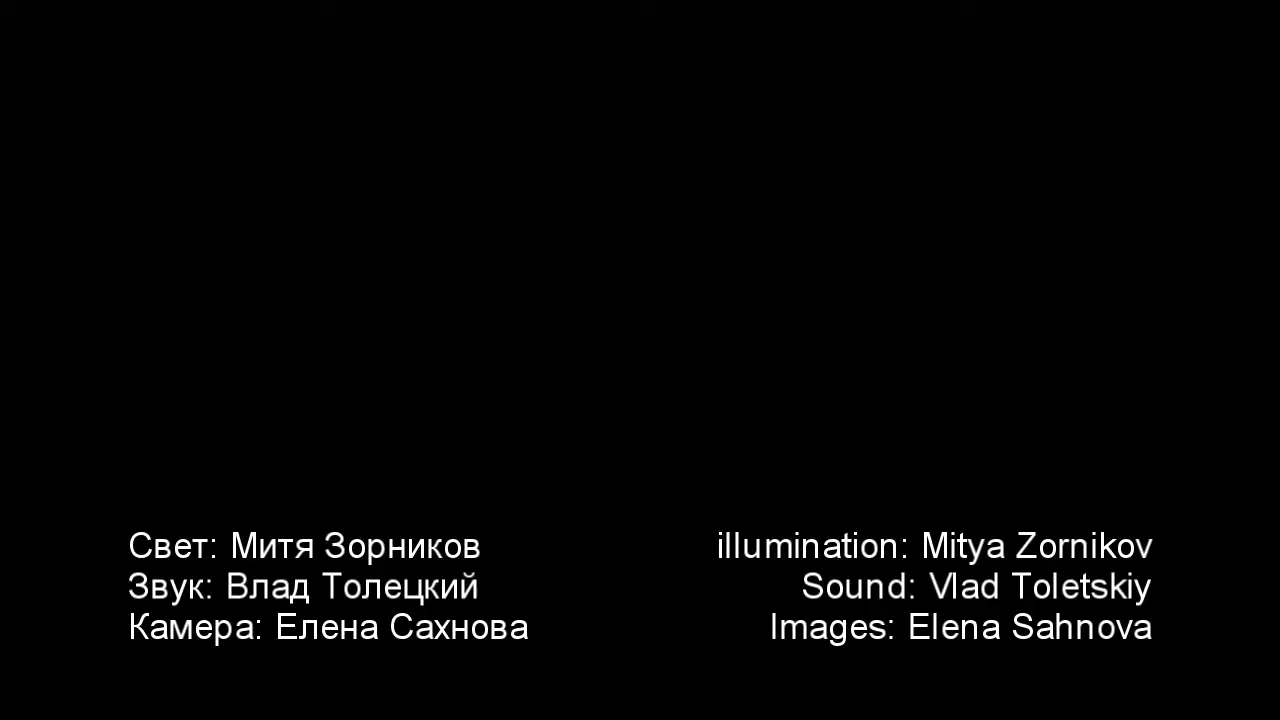 Свет: Митя Зорников
Звук: Влад Толецкий
Камера: Елена Сахнова
illumination: Mitya Zornikov
Sound: Vlad Toletskiy
Images: Elena Sahnova